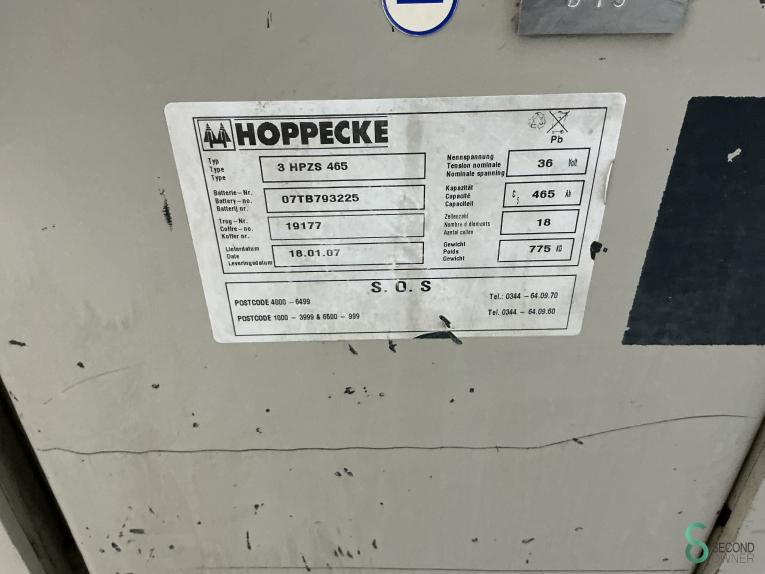 HOPPECKE
Pb
Typ
Type
Type
3 HPZS 465
Batterie-Nr.
Battery-no.
Batterij nr.
07TB793225
Trog-Nr.
Coffre-no.
Koffer nr.
19177
Lieferdatum
Date
Leveringsdatum
18.01.07
Nennspannung
Tension nominale
Nominale spanning
36 Volt
Kapazität
Capacité
Capaciteit
C5 465 Ah
Zellenzahl
Nombre d éléments
Aantal cellen
18
Gewicht
Poids
Gewicht
775 KG
S. O. S
POSTCODE 4000 - 6499 Tel.: 0344 - 64.09.70
POSTCODE 1000 - 3999 & 6500 - 999 Tel. 0344 - 64.09.60
SECOND
OWNER